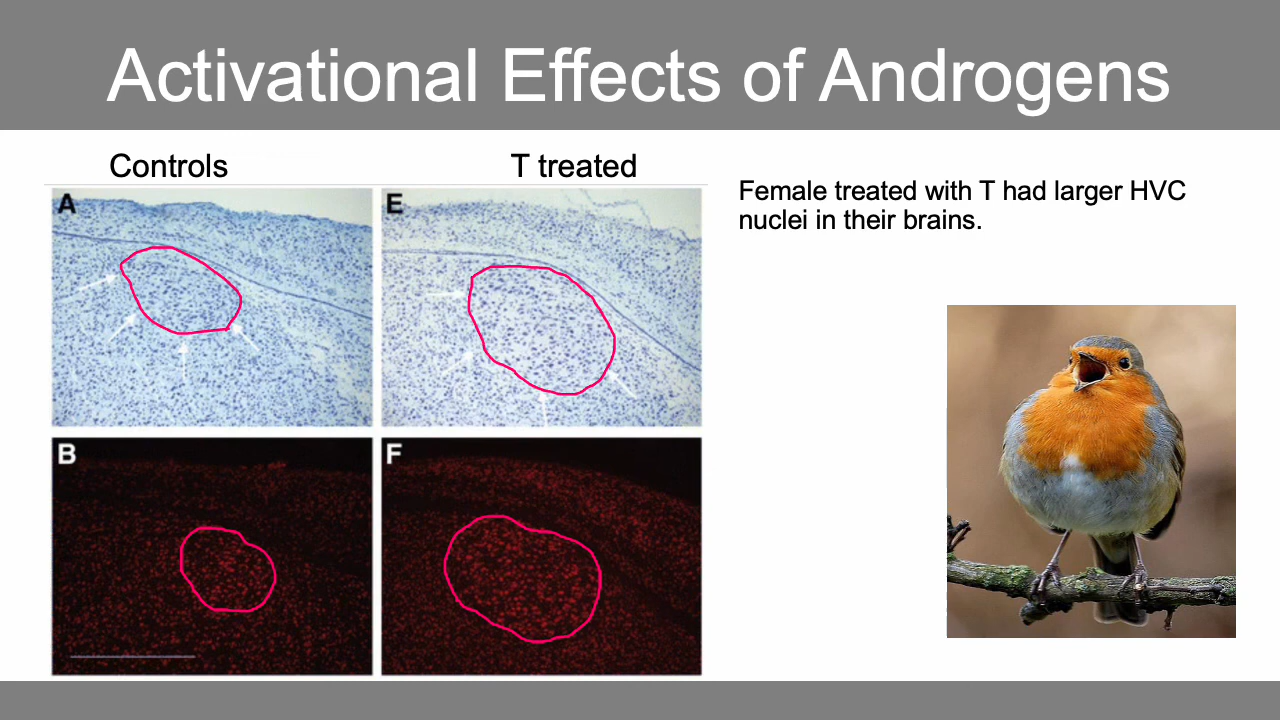 Activational Effects of Androgens
Controls
T treated
A
E
B
F
Female treated with T had larger HVC
nuclei in their brains.